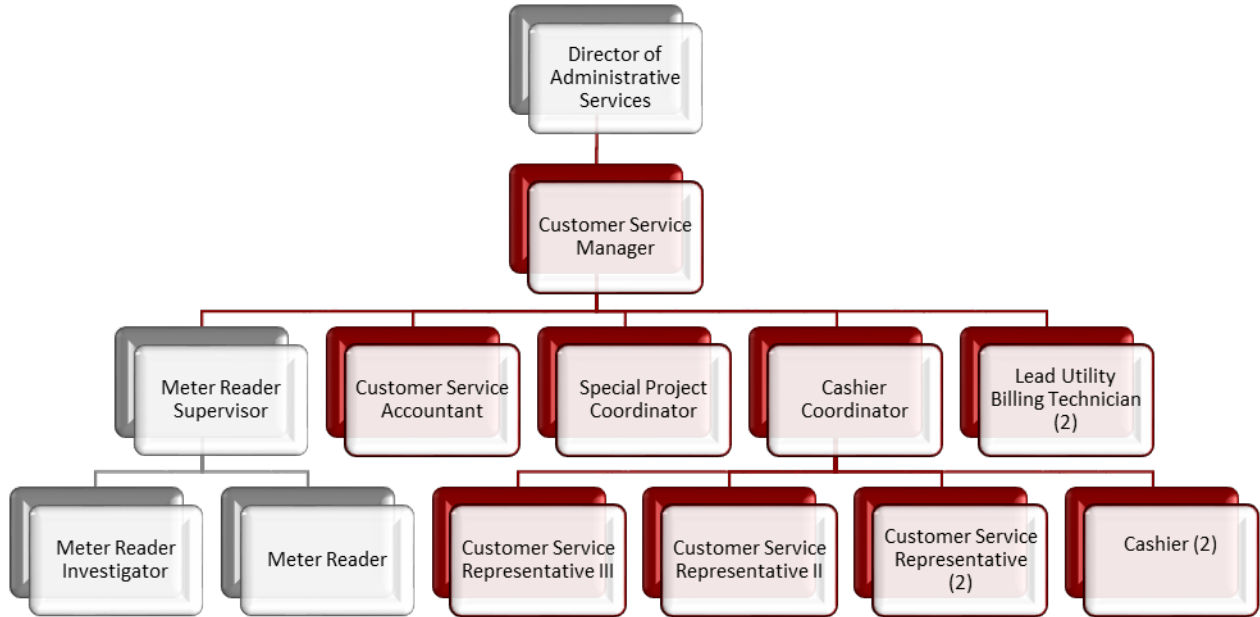 Director of
Administrative
Services
Customer Service
Manager
Meter Reader
Supervisor
Customer Service
Accountant
Special Project
Coordinator
Cashier
Coordinator
Lead Utility
Billing Technician
(2)
Meter Reader
Investigator
Meter Reader
Customer Service
Representative III
Customer Service
Representative II
Customer Service
Representative
(2)
Cashier (2)